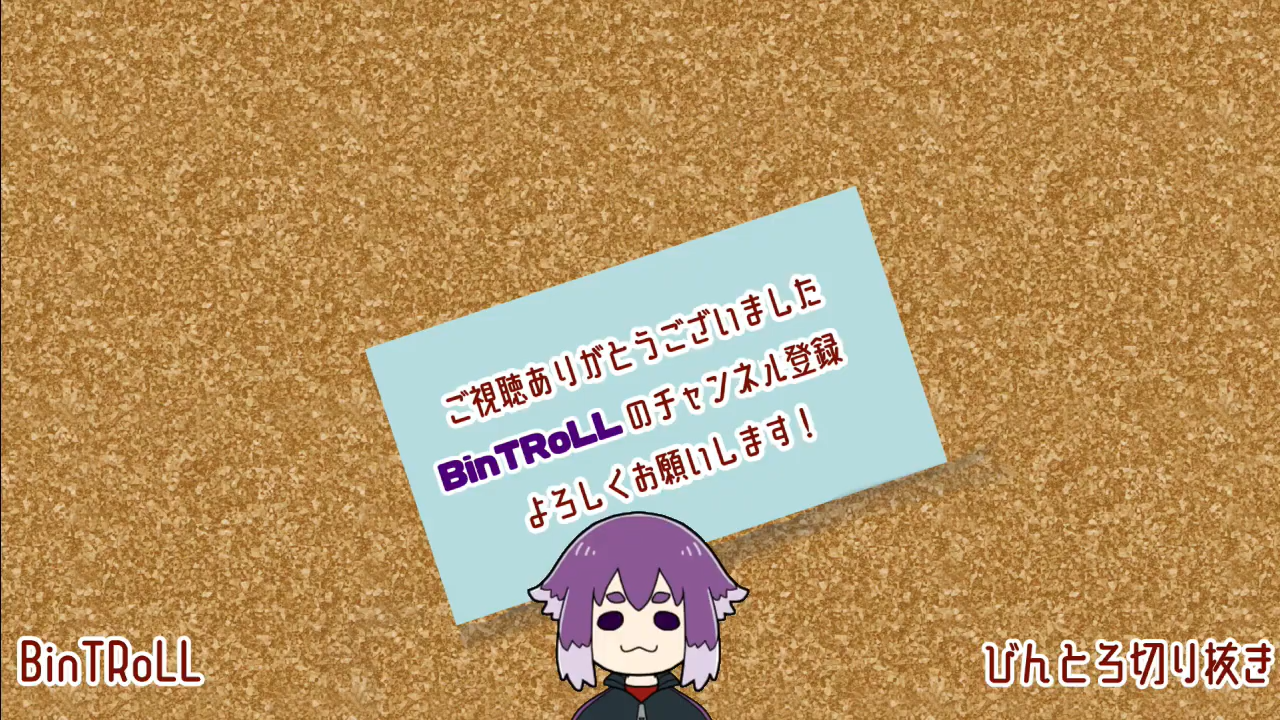 ご視聴ありがとうございました
BinTRoLLのチャンネル登録
よろしくお願いします！
BinTRoLL
びんとろ切り抜き